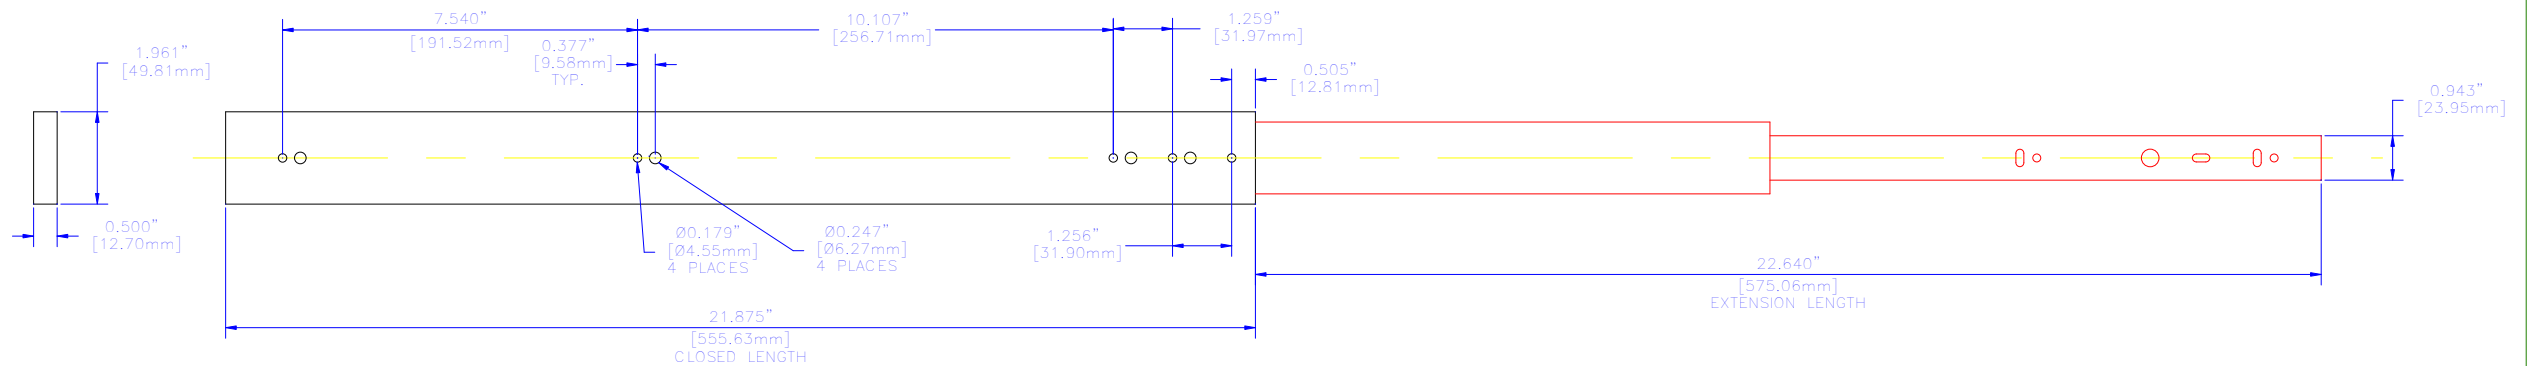 7.540"
[191.52mm]
10.107"
[256.71mm]
1.259"
[31.97mm]
1.961"
[49.81mm]
0.377"
[9.58mm]
TYP.
0.505"
[12.81mm]
0.943"
[23.95mm]
0.500"
[12.70mm]
Ø0.179"
[Ø4.55mm]
4 PLACES
Ø0.247"
[Ø6.27mm]
4 PLACES
1.256"
[31.90mm]
22.640"
[575.06mm]
EXTENSION LENGTH
21.875"
[555.63mm]
CLOSED LENGTH